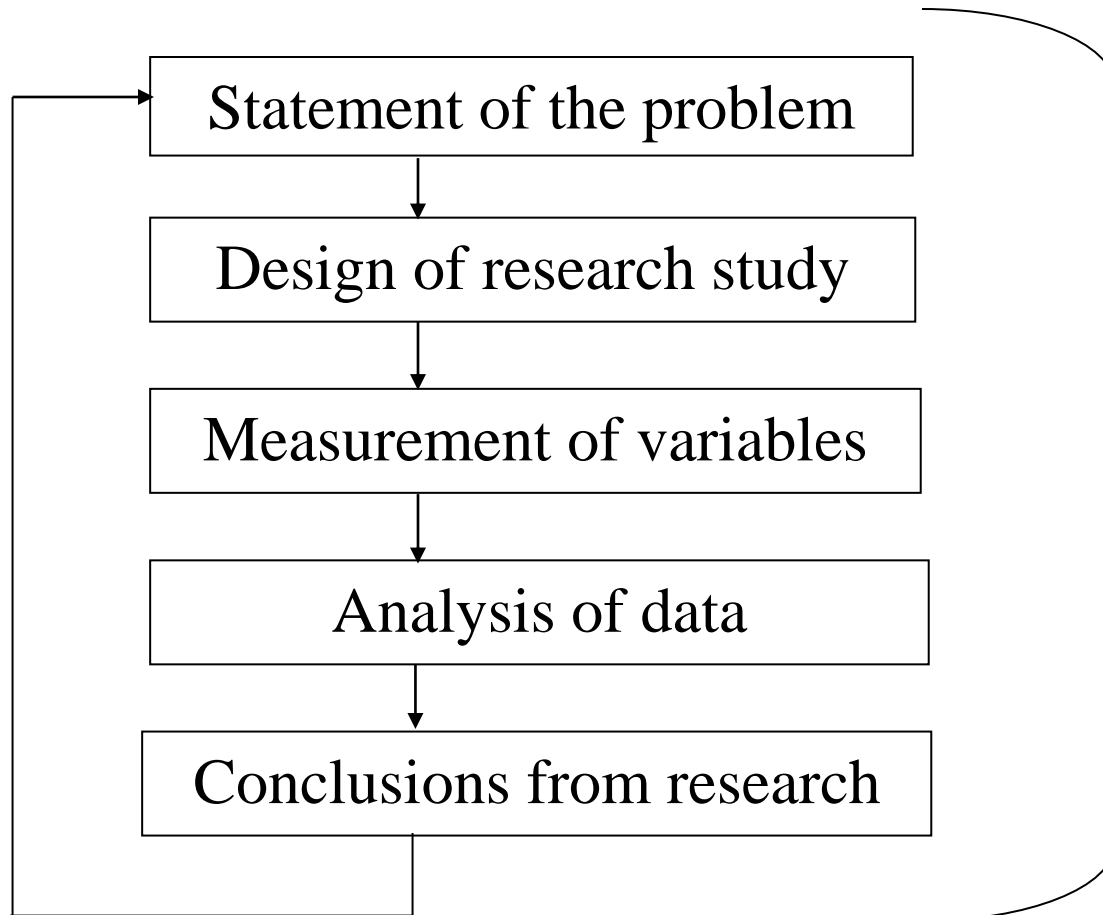 Statement of the problem
Design of research study
Measurement of variables
Analysis of data
Conclusions from research